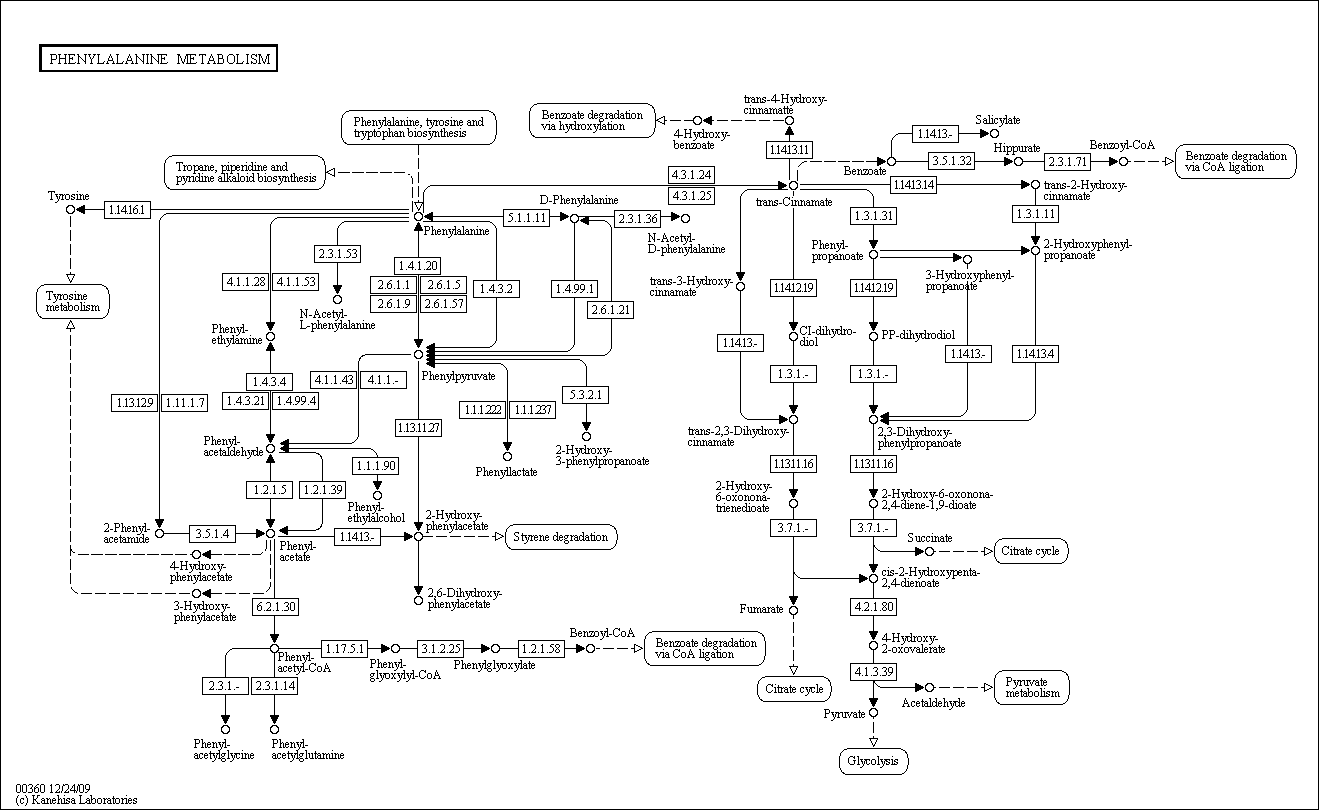 PHENYLALANINE METABOLISM
trans-4-Hydroxy-
cinnamatte
Phenylalanine, tyrosine and
tryptophan biosynthesis
Benzoate degradation
via hydroxylation
4-Hydroxy-
benzoate
Salicylate
1.14.13.-
1.14.13.11
Hippurate
Benzoyl-CoA
3.5.1.32
2.3.1.71
Benzoate
Benzoate degradation
via CoA ligation
Tropane, piperidine and
pyridine alkaloid biosynthesis
4.3.1.24
4.3.1.25
1.14.13.14
trans-2-Hydroxy-
cinnamate
Tyrosine
1.14.16.1
D-Phenylalanine
trans-Cinnamate
Phenylalanine
5.1.1.11
2.3.1.36
N-Acetyl-
D-phenylalanine
1.3.1.31
1.3.1.11
Phenyl-
propanoate
2-Hydroxyphenyl-
propanoate
2.3.53
1.4.1.20
2.6.1.1
2.6.1.5
2.6.1.9
2.6.1.57
4.1.1.28
4.1.1.53
1.4.3.2
1.4.99.1
2.6.1.21
trans-3-Hydroxy-
cinnamate
3-Hydroxyphenyl-
propanoate
1.14.12.19
1.14.12.19
Tyrosine
metabolism
N-Acetyl-
L-phenylalanine
Phenyl-
ethylamine
CI-dihydro-
diol
PP-dihydrodiol
1.14.13.-
1.14.13.-
1.14.13.4
Phenylpyruvate
1.4.3.4
1.4.3.21
1.4.99.4
4.1.1.43
4.1.1.-
1.3.1.-
1.3.1.-
1.13.12.9
1.11.1.7
1.1.1.222
1.1.1.237
5.3.2.1
1.13.11.27
Phenyl-
acetaldehyde
trans-2,3-Dihydroxy-
cinnamate
2,3-Dihydroxy-
phenylpropanoate
1.1.1.90
Phenyllactate
2-Hydroxy-
3-phenylpropanoate
1.13.11.16
1.13.11.16
1.2.1.5
1.2.1.39
Phenyl-
ethylalcohol
2-Hydroxy-
6-oxonona-
trienedioate
2-Hydroxy-6-oxonona-
2,4-diene-1,9-dioate
2-Phenyl-
acetamide
3.5.1.4
Phenyl-
acetate
1.14.13.-
2-Hydroxy-
phenylacetate
Styrene degradation
3.7.1.-
3.7.1.-
Succinate
Citrate cycle
4-Hydroxy-
phenylacetate
3-Hydroxy-
phenylacetate
2,6-Dihydroxy-
phenylacetate
cis-2-Hydroxypenta-
2,4-dienoate
6.2.1.30
Fumarate
4.2.1.80
4-Hydroxy-
2-oxovalerate
Phenyl-
acetyl-CoA
1.17.5.1
Phenyl-
glyoxylyl-CoA
3.1.2.25
Phenylglyoxylate
1.2.1.58
Benzoyl-CoA
Benzoate degradation
via CoA ligation
4.1.3.39
2.3.1.-
2.3.1.14
Citrate cycle
Acetaldehyde
Pyruvate
metabolism
Pyruvate
Phenyl-
acetylglycine
Phenyl-
acetylglutamine
Glycolysis
00360 12/24/09
(c) Kanehisa Laboratories